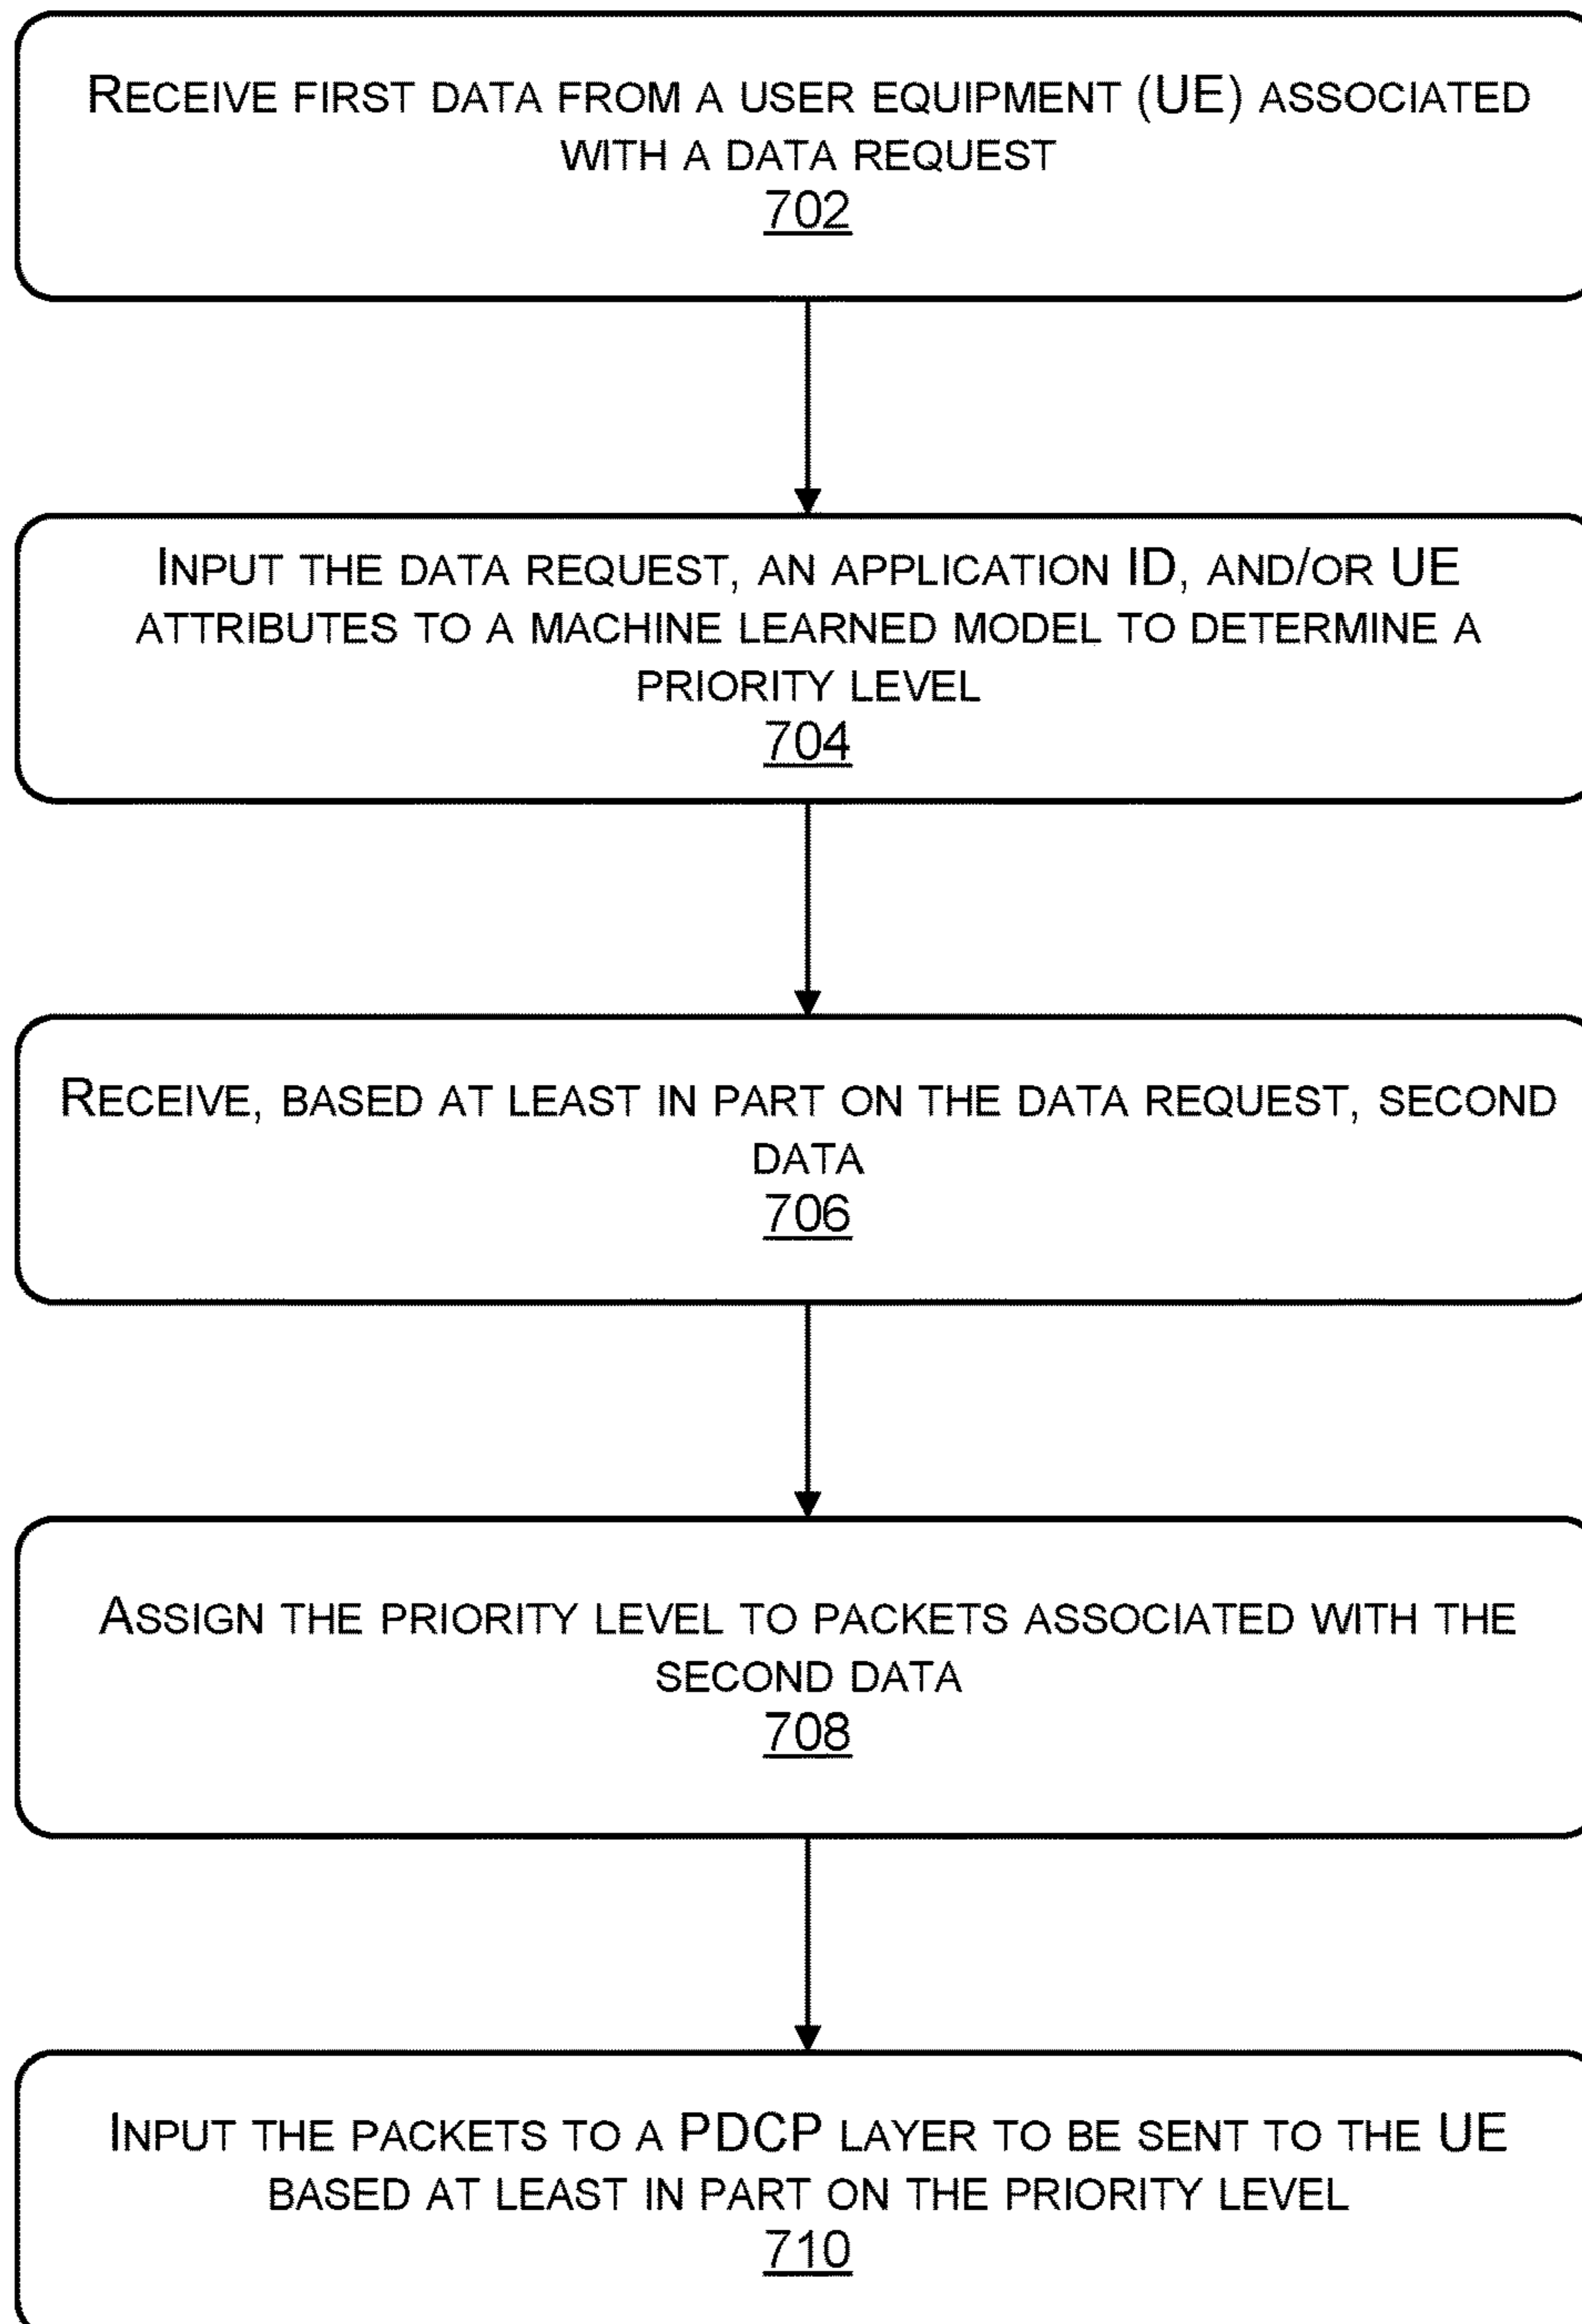 RECEIVE FIRST DATA FROM A USER EQUIPMENT (UE) ASSOCIATED
WITH A DATA REQUEST
702
INPUT THE DATA REQUEST, AN APPLICATION ID, AND/OR UE
ATTRIBUTES TO A MACHINE LEARNED MODEL TO DETERMINE A
PRIORITY LEVEL
704
RECEIVE, BASED AT LEAST IN PART ON THE DATA REQUEST, SECOND
DATA
706
ASSIGN THE PRIORITY LEVEL TO PACKETS ASSOCIATED WITH THE
SECOND DATA
708
INPUT THE PACKETS TO A PDCP LAYER TO BE SENT TO THE UE
BASED AT LEAST IN PART ON THE PRIORITY LEVEL
710